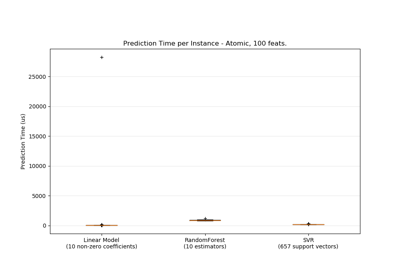 Prediction Time per Instance - Atomic, 100 feats.
Prediction Time (us)
25000
20000
15000
10000
5000
0
Linear Model
(10 non-zero coefficients)
RandomForest
(10 estimators)
SVR
(657 support vectors)